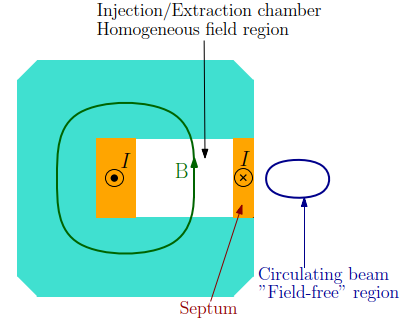 Injection/Extraction chamber
Homogeneous field region
I
I
B
Circulating beam
"Field-free" region
Septum